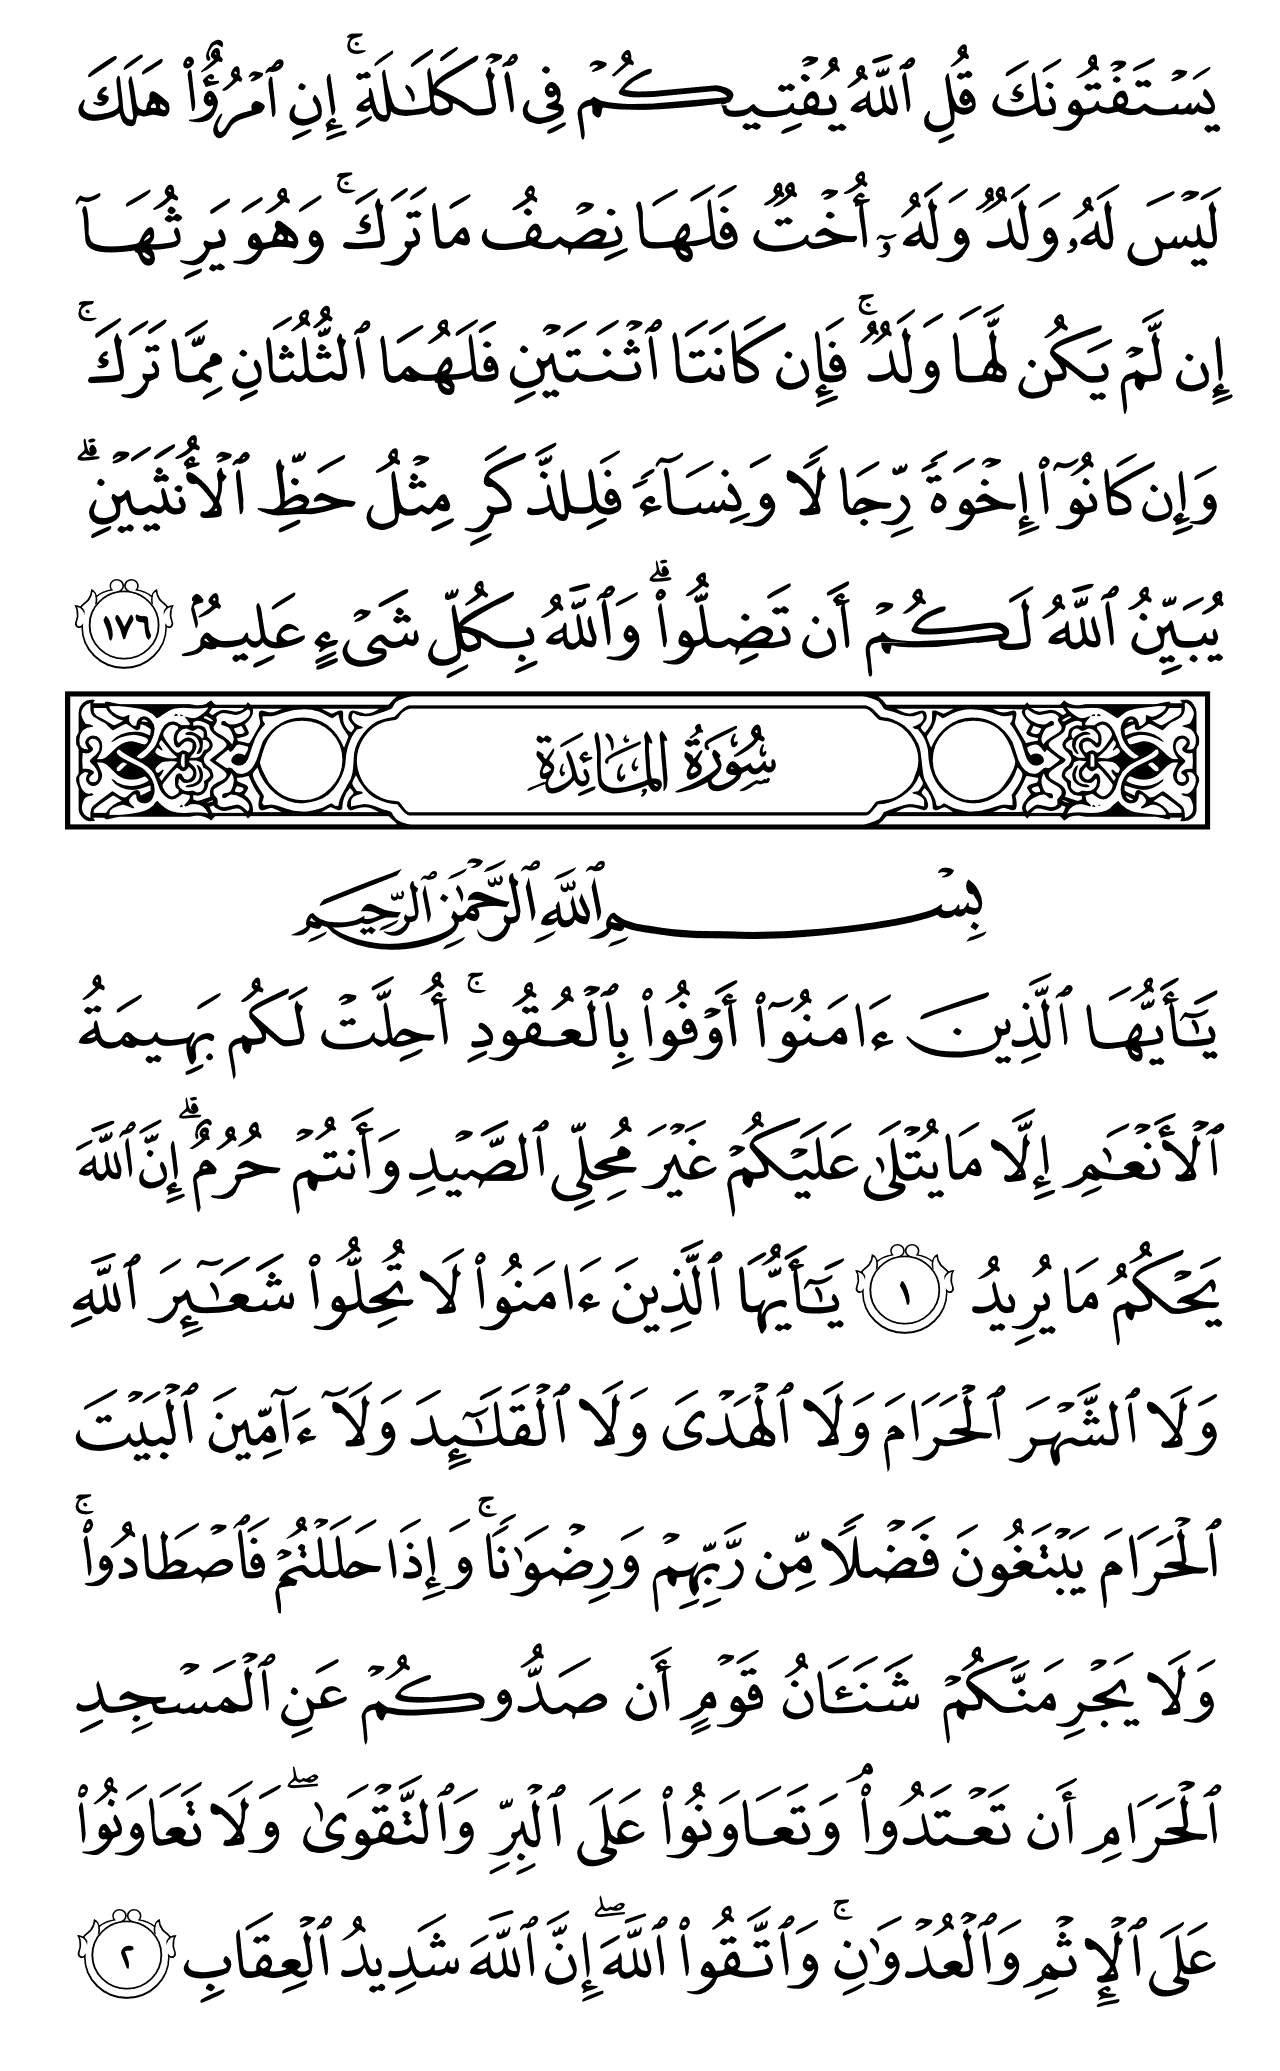 يَسۡتَفۡتُونَكَ قُلِ ٱللَّهُ يُفۡتِيكُمۡ فِي ٱلۡكَلَٰلَةِۚ إِنِ ٱمۡرُؤٌاْ هَلَكَ
لَيۡسَ لَهُۥ وَلَدٞ وَلَهُۥٓ أُخۡتٞ فَلَهَا نِصۡفُ مَا تَرَكَۚ وَهُوَ يَرِثُهَآ
إِن لَّمۡ يَكُن لَّهَا وَلَدٞۚ فَإِن كَانَتَا ٱثۡنَتَيۡنِ فَلَهُمَا ٱلثُّلُثَانِ مِمَّا تَرَكَۚ
وَإِن كَانُوٓاْ إِخۡوَةٗ رِّجَالٗا وَنِسَآءٗ فَلِلذَّكَرِ مِثۡلُ حَظِّ ٱلۡأُنثَيَيۡنِۗ
يُبَيِّنُ ٱللَّهُ لَكُمۡ أَن تَضِلُّواْۗ وَٱللَّهُ بِكُلِّ شَيۡءٍ عَلِيمُۢ ١٧٦
سُورَةُ المَائِدَةِ
بِسۡمِ ٱللَّهِ ٱلرَّحۡمَٰنِ ٱلرَّحِيمِ
يَٰٓأَيُّهَا ٱلَّذِينَ ءَامَنُوٓاْ أَوۡفُواْ بِٱلۡعُقُودِۚ أُحِلَّتۡ لَكُم بَهِيمَةُ
ٱلۡأَنۡعَٰمِ إِلَّا مَا يُتۡلَىٰ عَلَيۡكُمۡ غَيۡرَ مُحِلِّي ٱلصَّيۡدِ وَأَنتُمۡ حُرُمٌۗ إِنَّ ٱللَّهَ
يَحۡكُمُ مَا يُرِيدُ ١ يَٰٓأَيُّهَا ٱلَّذِينَ ءَامَنُواْ لَا تُحِلُّواْ شَعَٰٓئِرَ ٱللَّهِ
وَلَا ٱلشَّهۡرَ ٱلۡحَرَامَ وَلَا ٱلۡهَدۡيَ وَلَا ٱلۡقَلَٰٓئِدَ وَلَآ ءَآمِّينَ ٱلۡبَيۡتَ
ٱلۡحَرَامَ يَبۡتَغُونَ فَضۡلٗا مِّن رَّبِّهِمۡ وَرِضۡوَٰنٗاۚ وَإِذَا حَلَلۡتُمۡ فَٱصۡطَادُواْۚ
وَلَا يَجۡرِمَنَّكُمۡ شَنَـَٔانُ قَوۡمٍ أَن صَدُّوكُمۡ عَنِ ٱلۡمَسۡجِدِ
ٱلۡحَرَامِ أَن تَعۡتَدُواْۘ وَتَعَاوَنُواْ عَلَى ٱلۡبِرِّ وَٱلتَّقۡوَىٰۖ وَلَا تَعَاوَنُواْ
عَلَى ٱلۡإِثۡمِ وَٱلۡعُدۡوَٰنِۚ وَٱتَّقُواْ ٱللَّهَۖ إِنَّ ٱللَّهَ شَدِيدُ ٱلۡعِقَابِ ٢